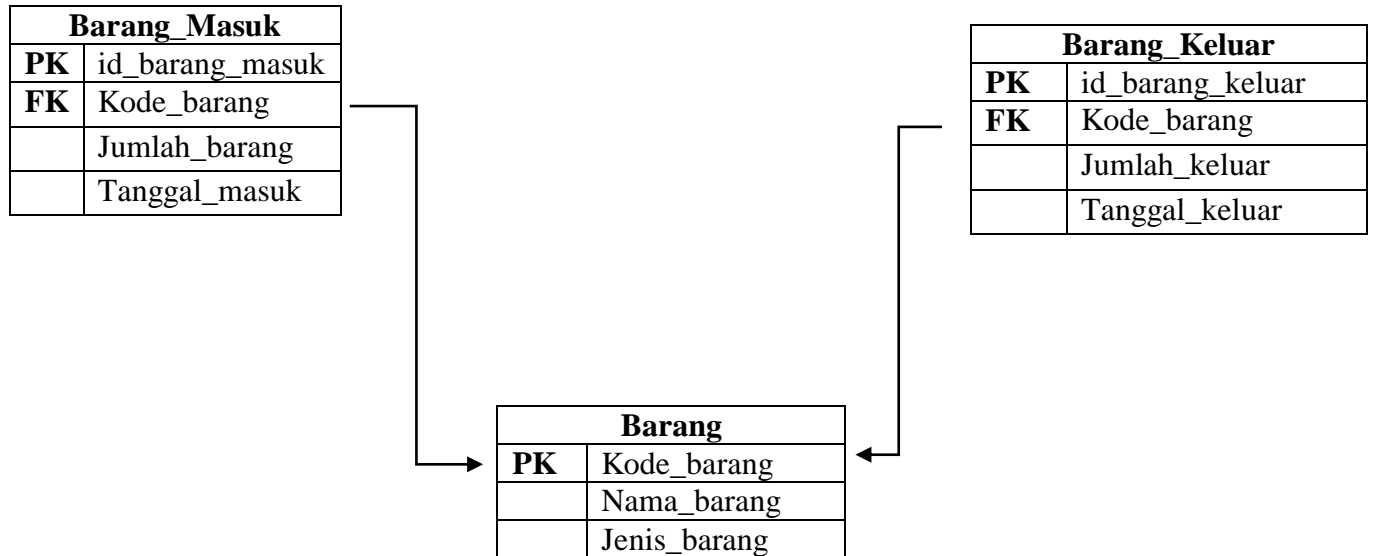 Barang_Masuk
PK id_barang_masuk
FK Kode_barang
Jumlah_barang
Tanggal_masuk
Barang_Keluar
PK id_barang_keluar
FK Kode_barang
Jumlah_keluar
Tanggal_keluar
Barang
PK Kode_barang
Nama_barang
Jenis_barang